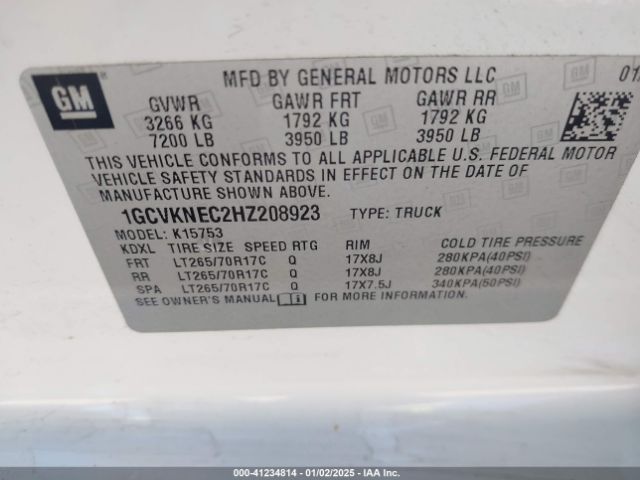 GM
MFD BY GENERAL MOTORS LLC 01/
GVWR GAWR FRT GAWR RR
3266 KG 1792 KG 1792 KG
7200 LB 3950 LB 3950 LB
THIS VEHICLE CONFORMS TO ALL APPLICABLE U.S. FEDERAL MOTOR
VEHICLE SAFETY STANDARDS IN EFFECT ON THE DATE OF
MANUFACTURE SHOWN ABOVE.
1GCVKNEC2HZ208923 TYPE: TRUCK
MODEL: K15753
KDXL TIRE SIZE SPEED RTG RIM COLD TIRE PRESSURE
FRT LT265/70R17C Q 17X8J 280KPA(40PSI)
RR LT265/70R17C Q 17X8J 280KPA(40PSI)
SPA LT265/70R17C Q 17X7.5J 340KPA(50PSI)
SEE OWNER'S MANUAL FOR MORE INFORMATION.
000-41234814 - 01/02/2025 - IAA Inc.